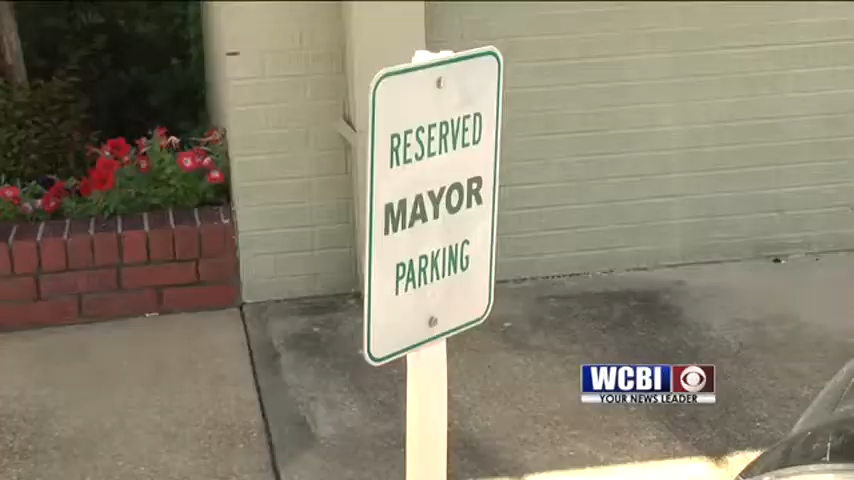 RESERVED
MAYOR
PARKING
WCBI
YOUR NEWS LEADER